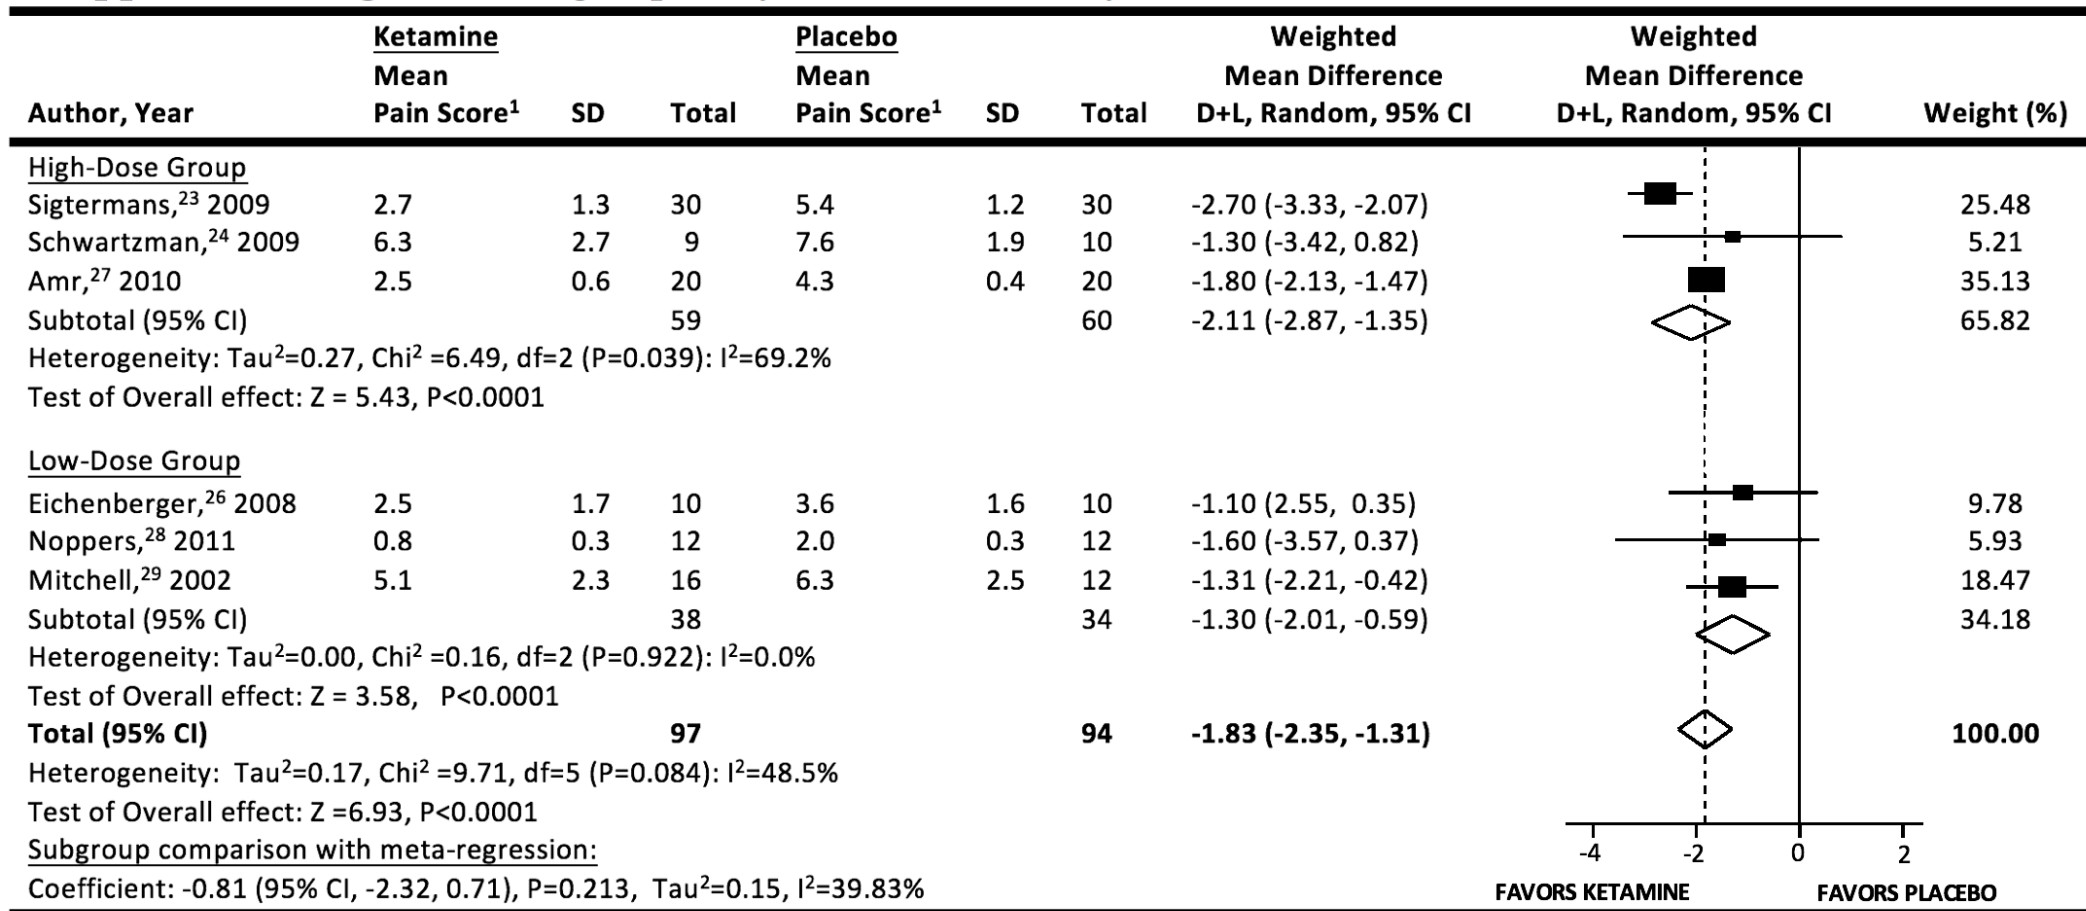 Ketamine Placebo Weighted Weighted
Mean Mean Mean Difference Mean Difference
Author, Year Pain Score¹ SD Total Pain Score¹ SD Total D+L, Random, 95% CI D+L, Random, 95% CI Weight (%)
High-Dose Group
Sigtermans,²³ 2009 2.7 1.3 30 5.4 1.2 30 -2.70 (-3.33, -2.07) 25.48
Schwartzman,²⁴ 2009 6.3 2.7 9 7.6 1.9 10 -1.30 (-3.42, 0.82) 5.21
Amr,²⁷ 2010 2.5 0.6 20 4.3 0.4 20 -1.80 (-2.13, -1.47) 35.13
Subtotal (95% CI) 59 60 -2.11 (-2.87, -1.35) 65.82
Heterogeneity: Tau²=0.27, Chi² =6.49, df=2 (P=0.039): I²=69.2%
Test of Overall effect: Z = 5.43, P<0.0001
Low-Dose Group
Eichenberger,²⁶ 2008 2.5 1.7 10 3.6 1.6 10 -1.10 (2.55, 0.35) 9.78
Noppers,²⁸ 2011 0.8 0.3 12 2.0 0.3 12 -1.60 (-3.57, 0.37) 5.93
Mitchell,²⁹ 2002 5.1 2.3 16 6.3 2.5 12 -1.31 (-2.21, -0.42) 18.47
Subtotal (95% CI) 38 34 -1.30 (-2.01, -0.59) 34.18
Heterogeneity: Tau²=0.00, Chi² =0.16, df=2 (P=0.922): I²=0.0%
Test of Overall effect: Z = 3.58, P<0.0001
Total (95% CI) 97 94 -1.83 (-2.35, -1.31) 100.00
Heterogeneity: Tau²=0.17, Chi² =9.71, df=5 (P=0.084): I²=48.5%
Test of Overall effect: Z =6.93, P<0.0001
Subgroup comparison with meta-regression:
-4 -2 0 2
Coefficient: -0.81 (95% CI, -2.32, 0.71), P=0.213, Tau²=0.15, I²=39.83%
FAVORS KETAMINE FAVORS PLACEBO